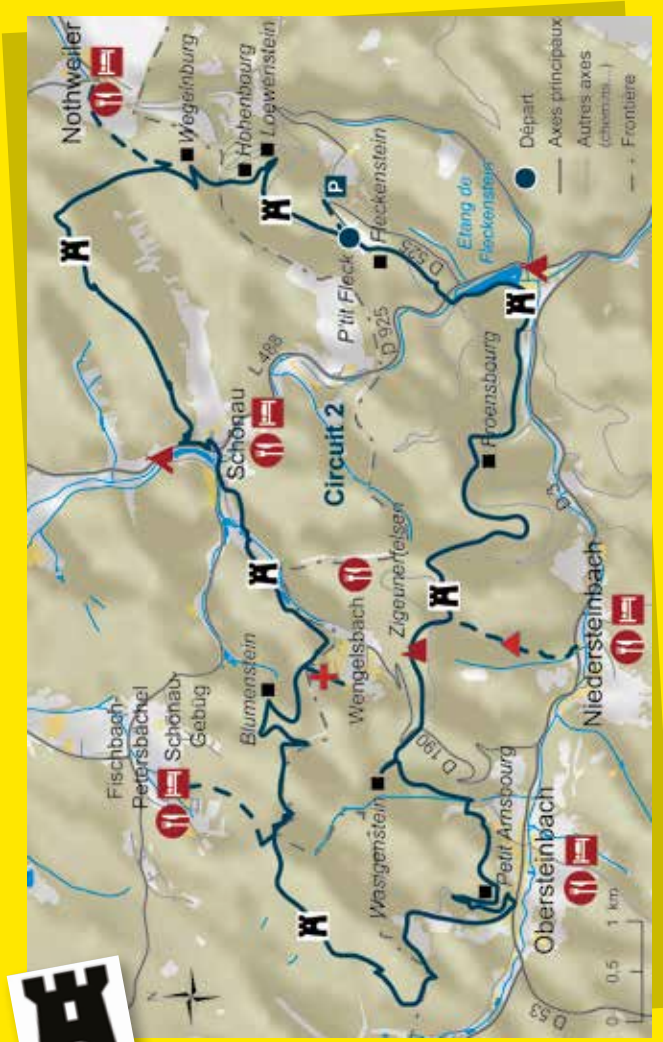 Fischbach-
Petersbächel
Schönau-
Gebüg
Blumenstein
Wengelsbach
Schönau
L 488
Circuit 2
Nothweiler
Wegelnburg
Hohenbourg
Loewenstein
P
P'tit Fleck
Fleckenstein
D 525
D 925
Etang de
Fleckenstein
Froensbourg
Zigeunerfelsen
Wasigenstein
D 190
Petit Arnsbourg
D 3
Niedersteinbach
Obersteinbach
D 53
N
0 0.5 1 km
Départ
Axes principaux
Autres axes
(chemins...)
Frontière